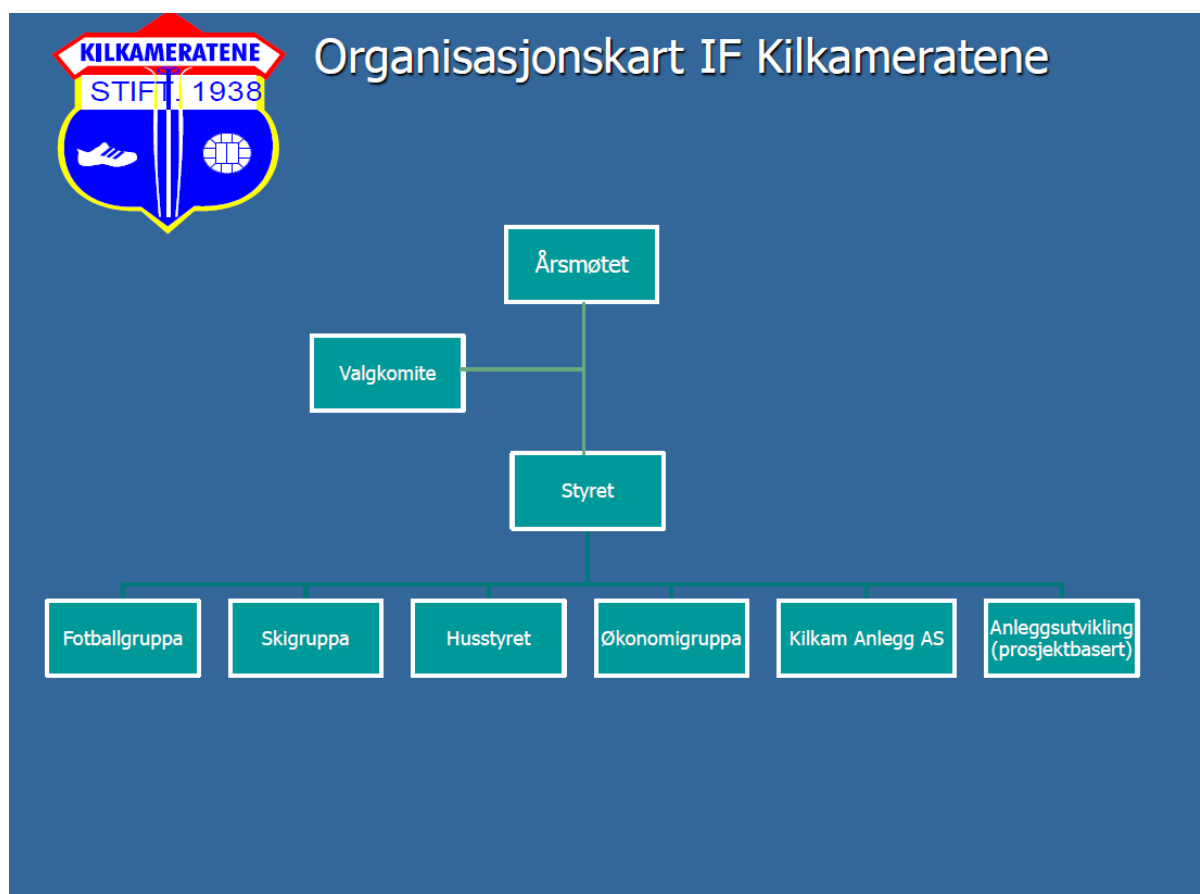 KILKAMERATENE
STIFT. 1938
Organisasjonskart IF Kilkameratene
Årsmøtet
Valgkomite
Styret
Fotballgruppa
Skigruppa
Husstyret
Økonomigruppa
Kilkam Anlegg AS
Anleggsutvikling
(prosjektbasert)